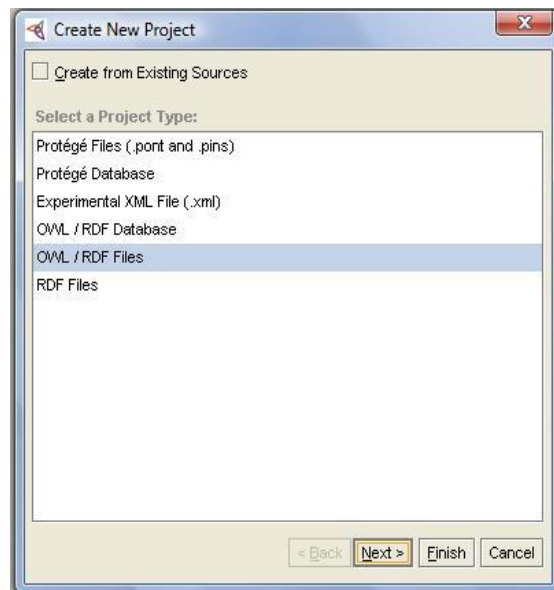 Create New Project
Create from Existing Sources
Select a Project Type:
Protégé Files (.pont and .pins)
Protégé Database
Experimental XML File (.xml)
OWL / RDF Database
OWL / RDF Files
RDF Files
< Back Next > Finish Cancel